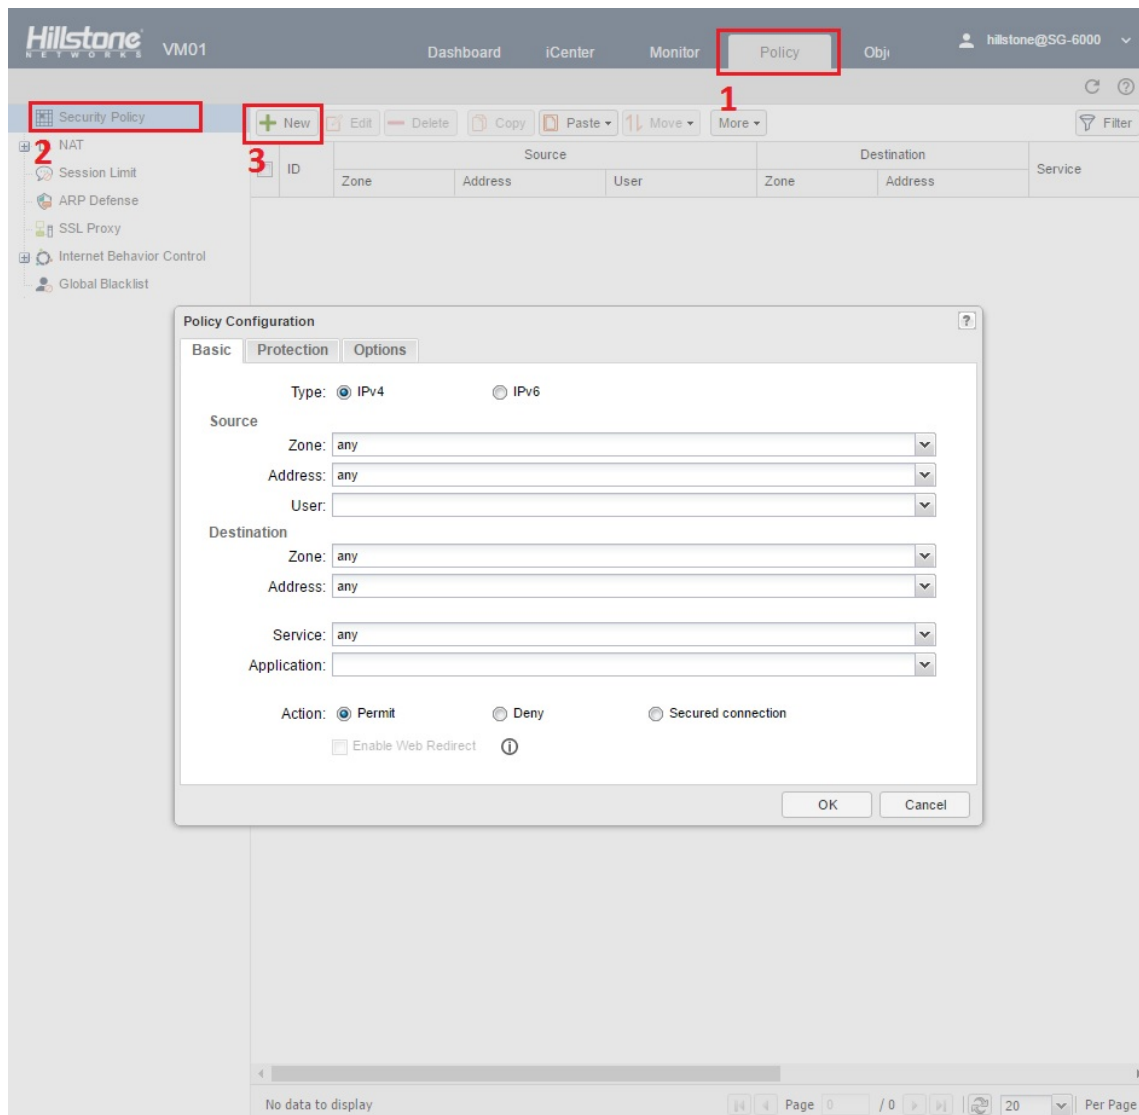 Hillstone
NETWORKS
VM01
Dashboard
iCenter
Monitor
Policy
hillstone@SG-6000
1
Security Policy
2
NAT
Session Limit
ARP Defense
SSL Proxy
Internet Behavior Control
Global Blacklist
New
Edit
Delete
Copy
Paste
Move
More
Filter
3
ID
Source
Destination
Service
Zone
Address
User
Zone
Address
Policy Configuration
?
Basic
Protection
Options
Type: IPv4 IPv6
Source
Zone: any
Address: any
User:
Destination
Zone: any
Address: any
Service: any
Application:
Action: Permit Deny Secured connection
Enable Web Redirect
OK
Cancel
No data to display
Page 0 / 0
20
Per Page